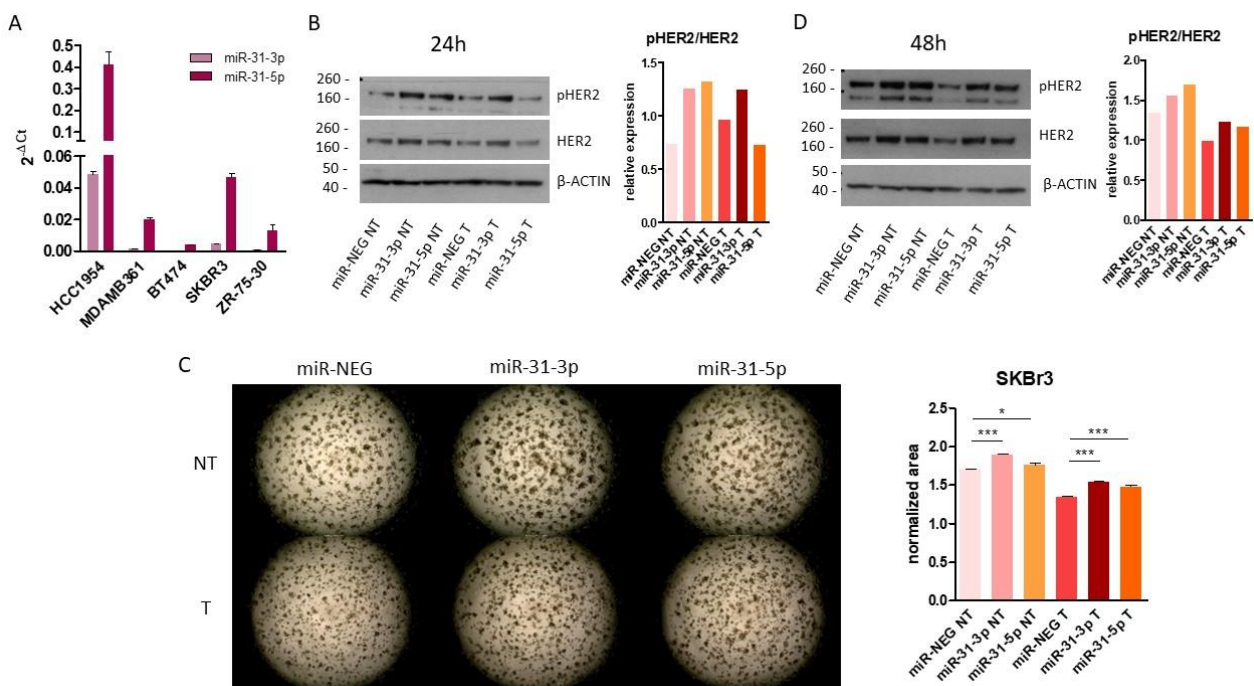 A
0.5
0.4
0.3
0.2
0.1
0.06
0.04
0.02
0.00
2^-ΔCt
miR-31-3p
miR-31-5p
HCC1954
MDAMB361
BT474
SKBR3
ZR-75-30
B
24h
260 -
160 -
pHER2
260 -
160 -
HER2
50 -
40 -
β-ACTIN
miR-NEG NT
miR-31-3p NT
miR-31-5p NT
miR-NEG T
miR-31-3p T
miR-31-5p T
pHER2/HER2
relative expression
1.5
1.0
0.5
0.0
miR-NEG NT
miR-31-3p NT
miR-31-5p NT
miR-NEG T
miR-31-3p T
miR-31-5p T
D
48h
260 -
160 -
pHER2
260 -
160 -
HER2
50 -
40 -
β-ACTIN
miR-NEG NT
miR-31-3p NT
miR-31-5p NT
miR-NEG T
miR-31-3p T
miR-31-5p T
pHER2/HER2
relative expression
2.0
1.5
1.0
0.5
0.0
miR-NEG NT
miR-31-3p NT
miR-31-5p NT
miR-NEG T
miR-31-3p T
miR-31-5p T
C
miR-NEG
miR-31-3p
miR-31-5p
NT
T
SKBr3
normalized area
2.5
2.0
1.5
1.0
0.5
0.0
*
***
***
***
miR-NEG NT
miR-31-3p NT
miR-31-5p NT
miR-NEG T
miR-31-3p T
miR-31-5p T